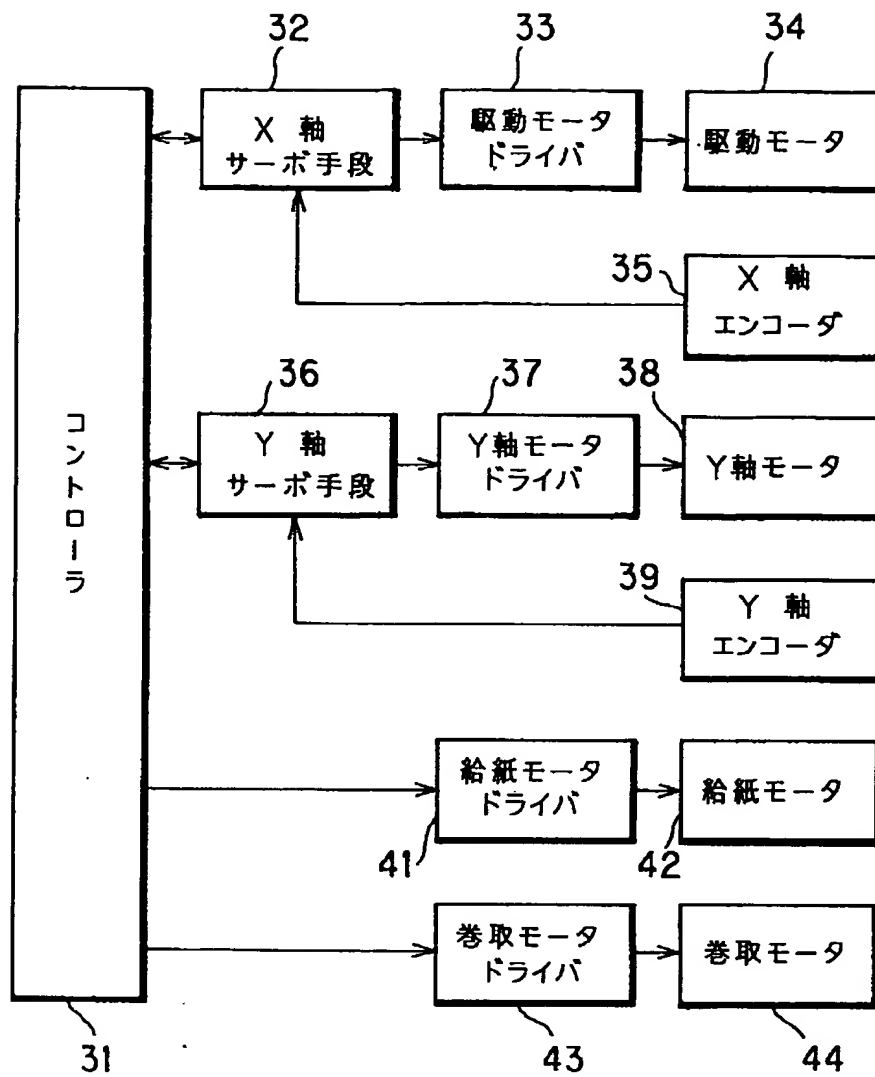 32
33
34
X 軸
サーボ手段
駆動モータ
ドライバ
駆動モータ
35
X 軸
エンコーダ
36
37
38
コントローラ
Y 軸
サーボ手段
Y軸モータ
ドライバ
Y軸モータ
39
Y 軸
エンコーダ
給紙モータ
ドライバ
給紙モータ
41
42
巻取モータ
ドライバ
巻取モータ
31
43
44